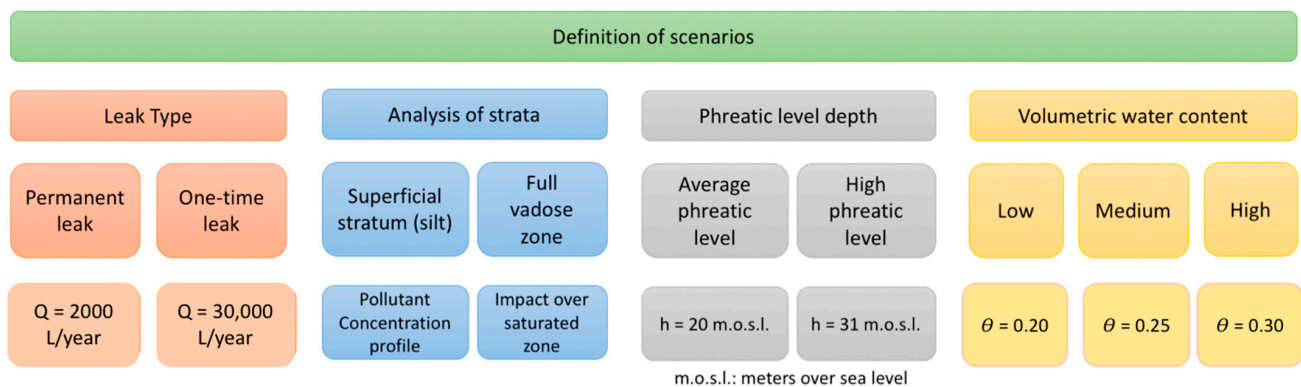 Definition of scenarios
Leak Type
Analysis of strata
Phreatic level depth
Volumetric water content
Permanent
leak
One-time
leak
Superficial
stratum (silt)
Full
vadose
zone
Average
phreatic
level
High
phreatic
level
Low
Medium
High
Q = 2000
L/year
Q = 30,000
L/year
Pollutant
Concentration
profile
Impact over
saturated
zone
h = 20 m.o.s.l.
h = 31 m.o.s.l.
θ = 0.20
θ = 0.25
θ = 0.30
m.o.s.l.: meters over sea level